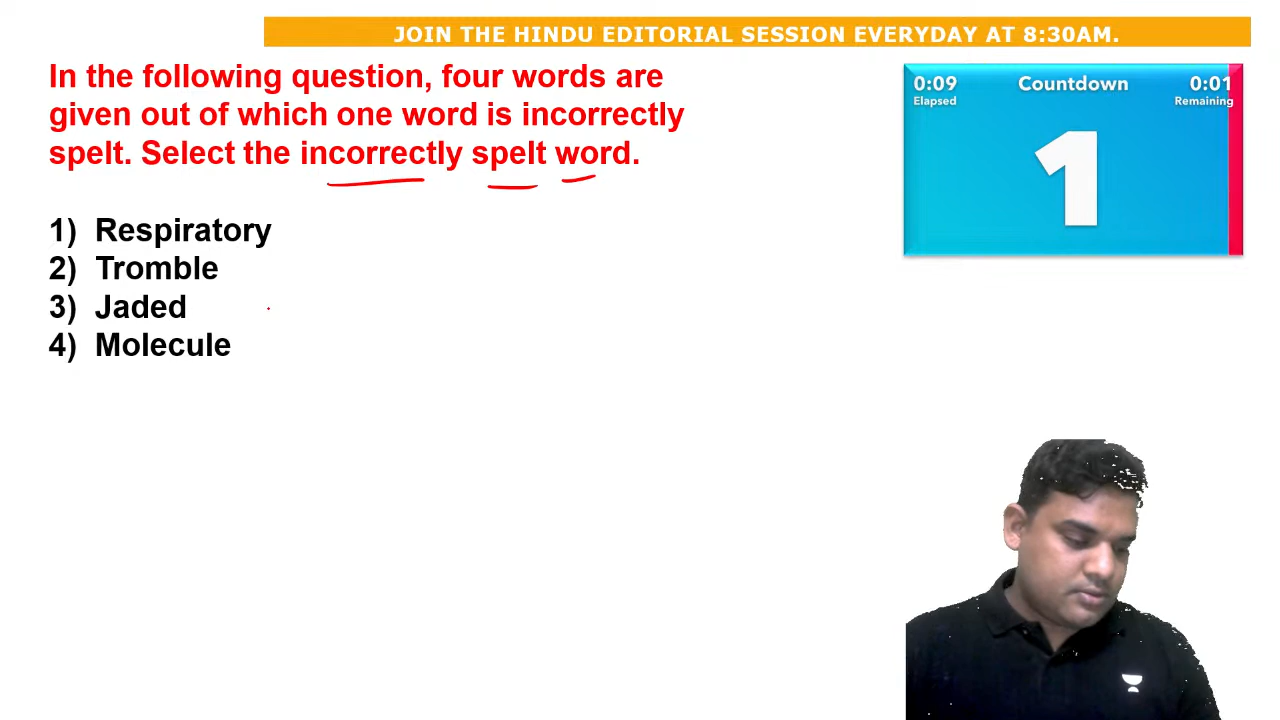 JOIN THE HINDU EDITORIAL SESSION EVERYDAY AT 8:30AM.
In the following question, four words are
given out of which one word is incorrectly
spelt. Select the incorrectly spelt word.
0:09 Countdown 0:01
Elapsed Remaining
1
1) Respiratory
2) Tromble
3) Jaded
4) Molecule